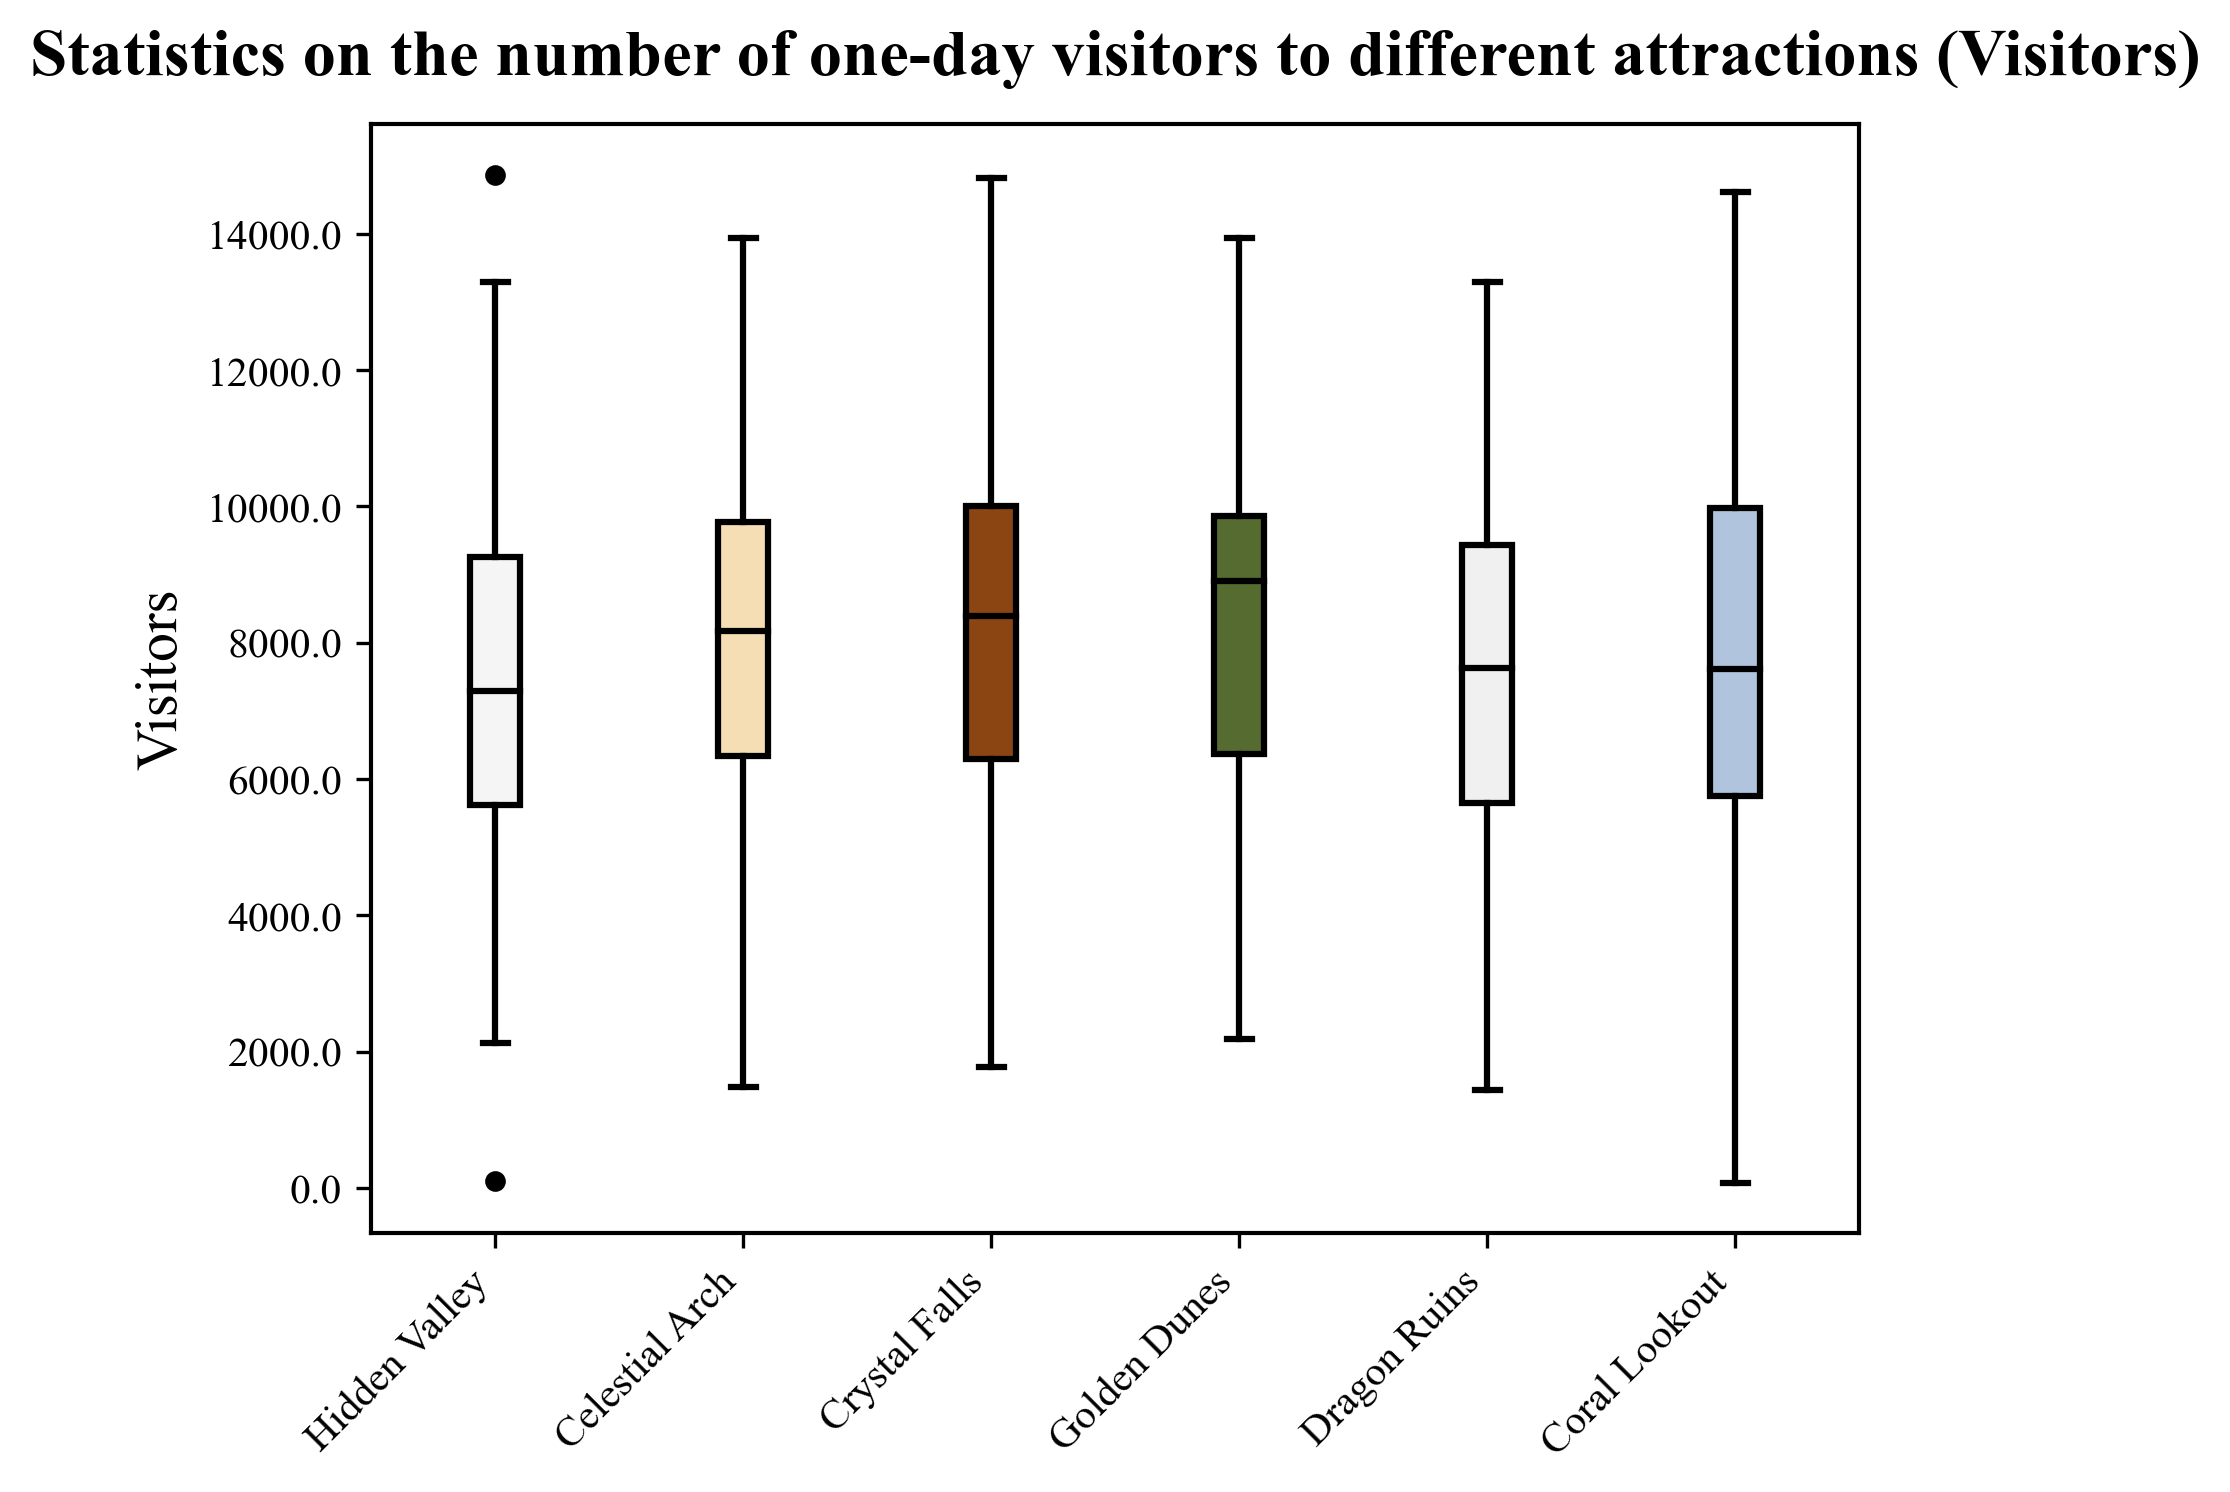 Statistics on the number of one-day visitors to different attractions (Visitors)
Visitors
14000.0
12000.0
10000.0
8000.0
6000.0
4000.0
2000.0
0.0
Hidden Valley
Celestial Arch
Crystal Falls
Golden Dunes
Dragon Ruins
Coral Lookout